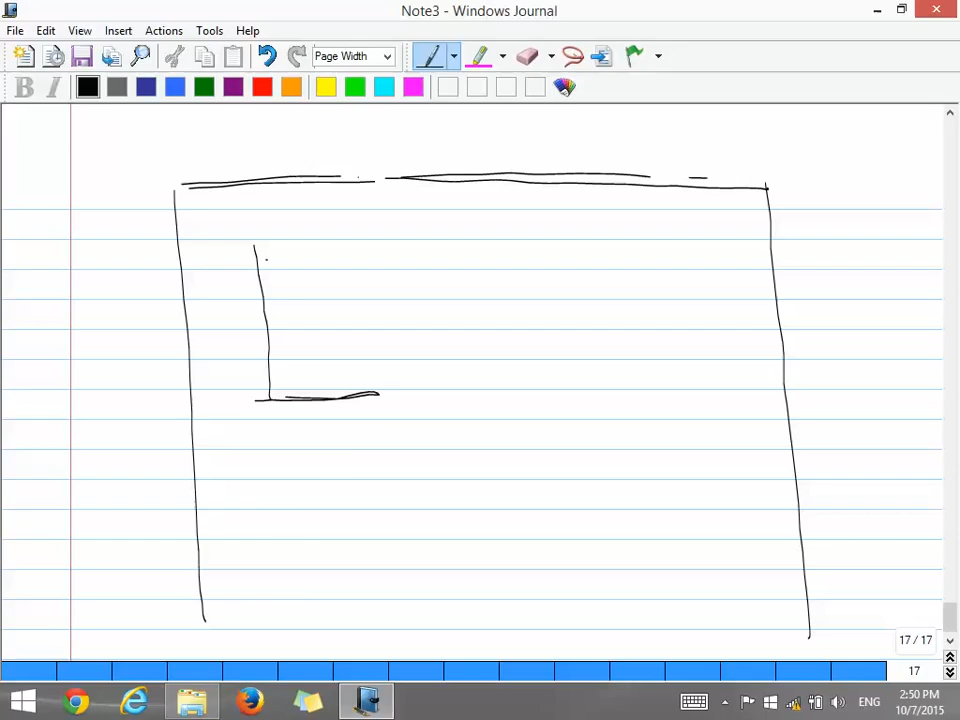 Note3 - Windows Journal
File Edit View Insert Actions Tools Help
Page Width
B I
17 / 17
17
ENG
2:50 PM
10/7/2015